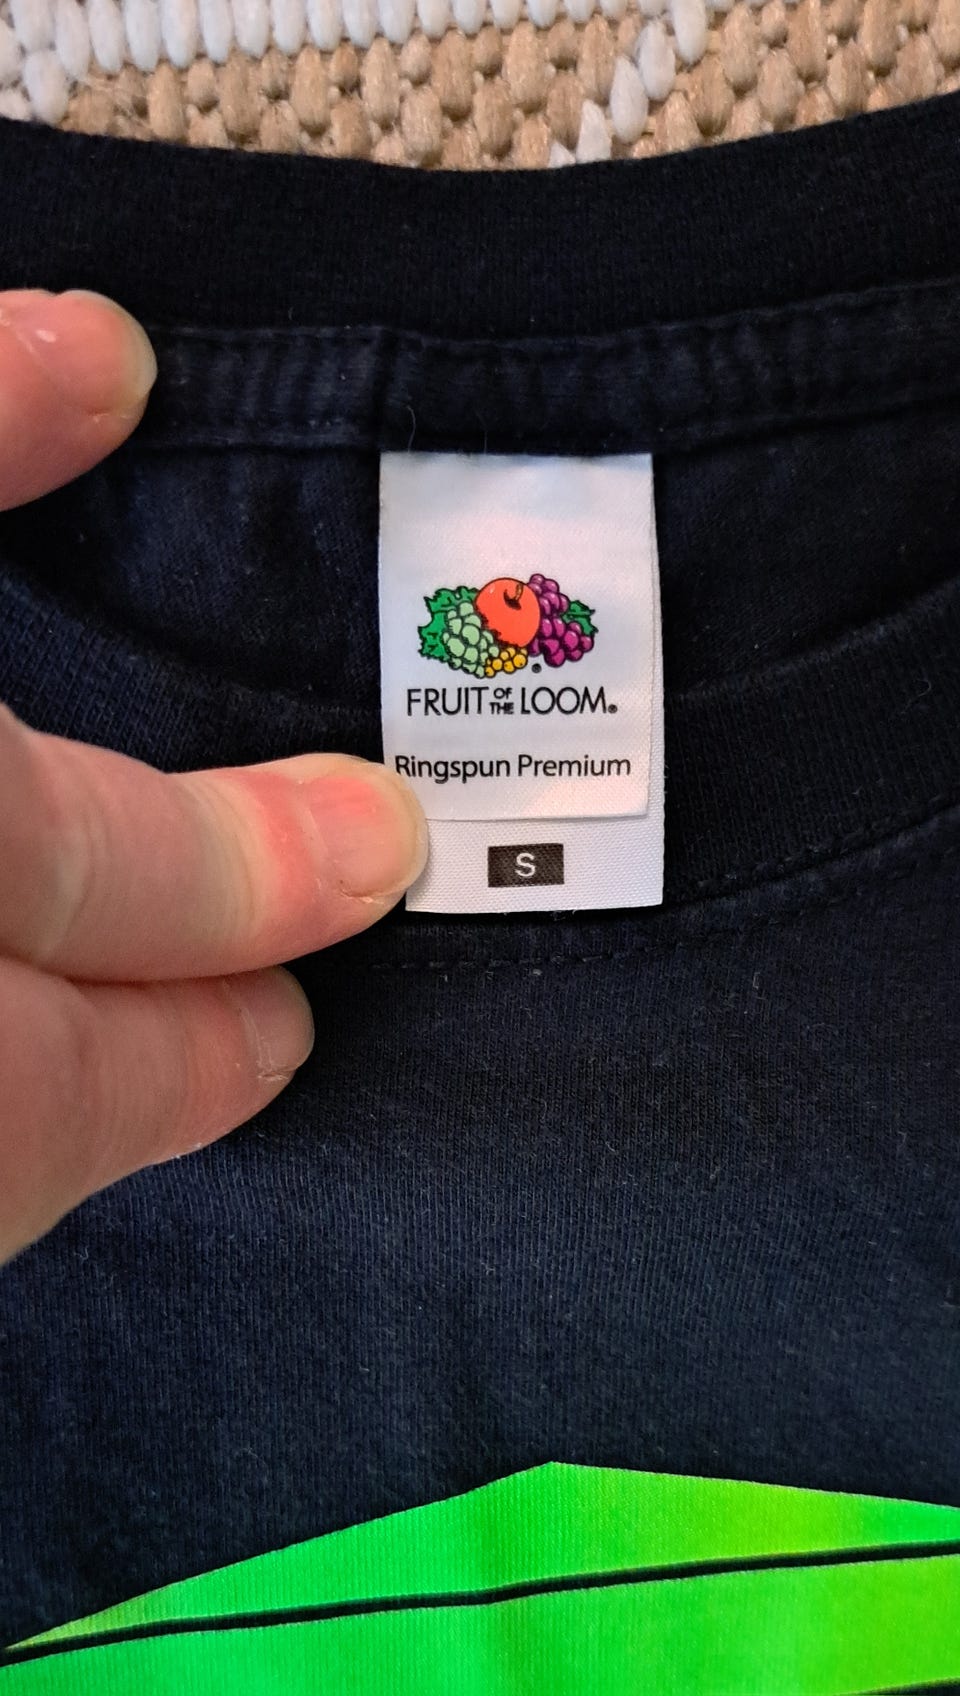 FRUIT OF THE LOOM®
Ringspun Premium
S